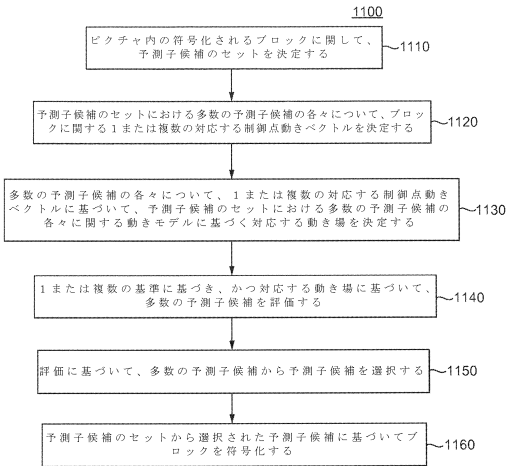 1100
ピクチャ内の符号化されるブロックに関して、
予測子候補のセットを決定する
1110
予測子候補のセットにおける多数の予測子候補の各々について、ブロッ
クに関する1または複数の対応する制御点動きベクトルを決定する
1120
多数の予測子候補の各々について、1または複数の対応する制御点動き
ベクトルに基づいて、予測子候補のセットにおける多数の予測子候補の
各々に関する動きモデルに基づく対応する動き場を決定する
1130
1または複数の基準に基づき、かつ対応する動き場に基づいて、
多数の予測子候補を評価する
1140
評価に基づいて、多数の予測子候補から予測子候補を選択する
1150
予測子候補のセットから選択された予測子候補に基づいてブ
ロックを符号化する
1160